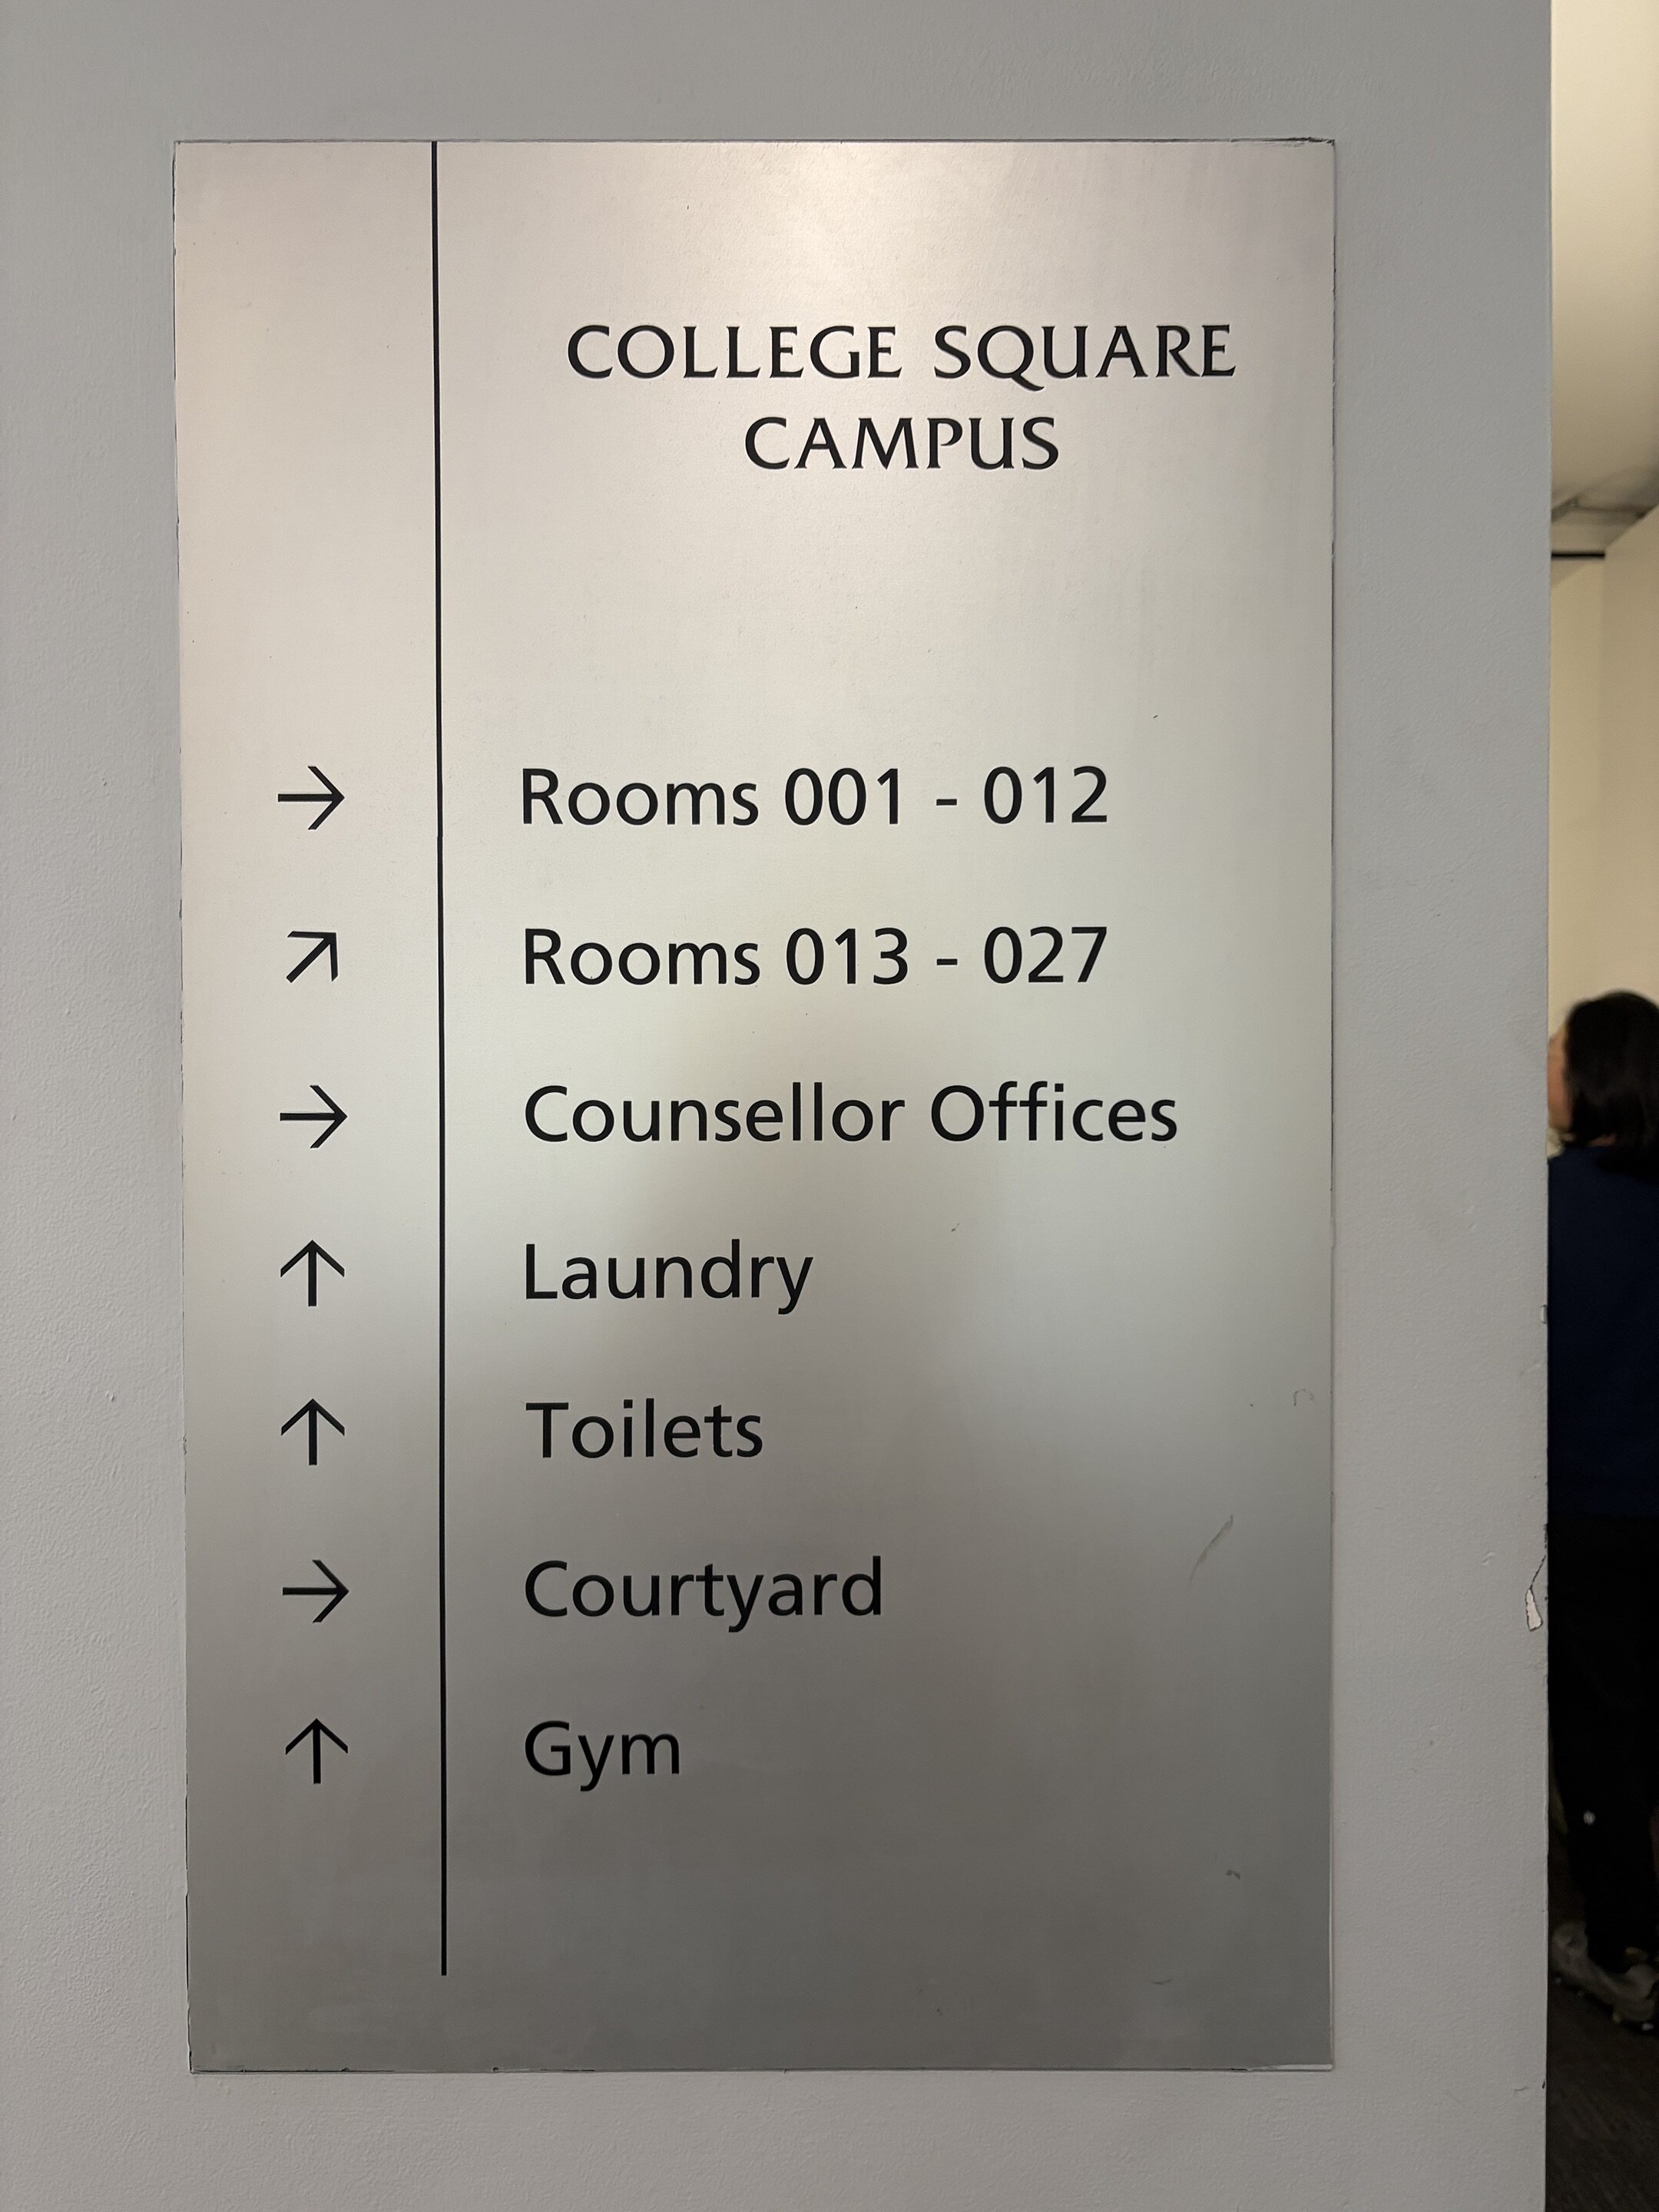 COLLEGE SQUARE
CAMPUS
→ Rooms 001 - 012
↗ Rooms 013 - 027
→ Counsellor Offices
↑ Laundry
↑ Toilets
→ Courtyard
↑ Gym